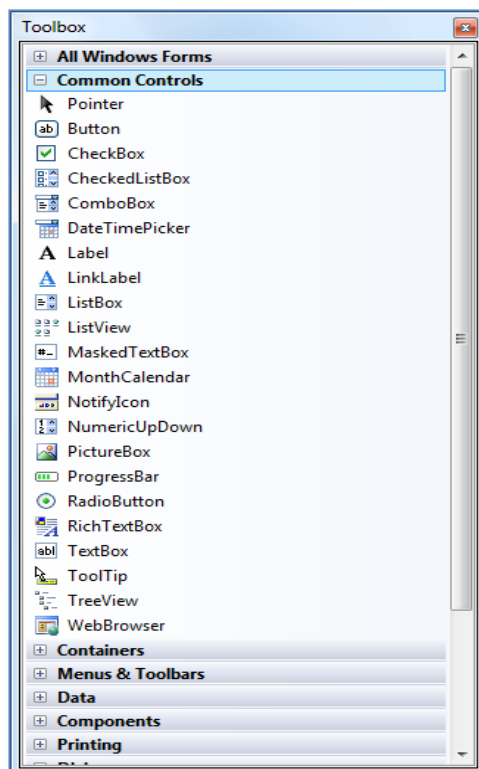 Toolbox
All Windows Forms
Common Controls
Pointer
Button
CheckBox
CheckedListBox
ComboBox
DateTimePicker
Label
LinkLabel
ListBox
ListView
MaskedTextBox
MonthCalendar
NotifyIcon
NumericUpDown
PictureBox
ProgressBar
RadioButton
RichTextBox
TextBox
ToolTip
TreeView
WebBrowser
Containers
Menus & Toolbars
Data
Components
Printing